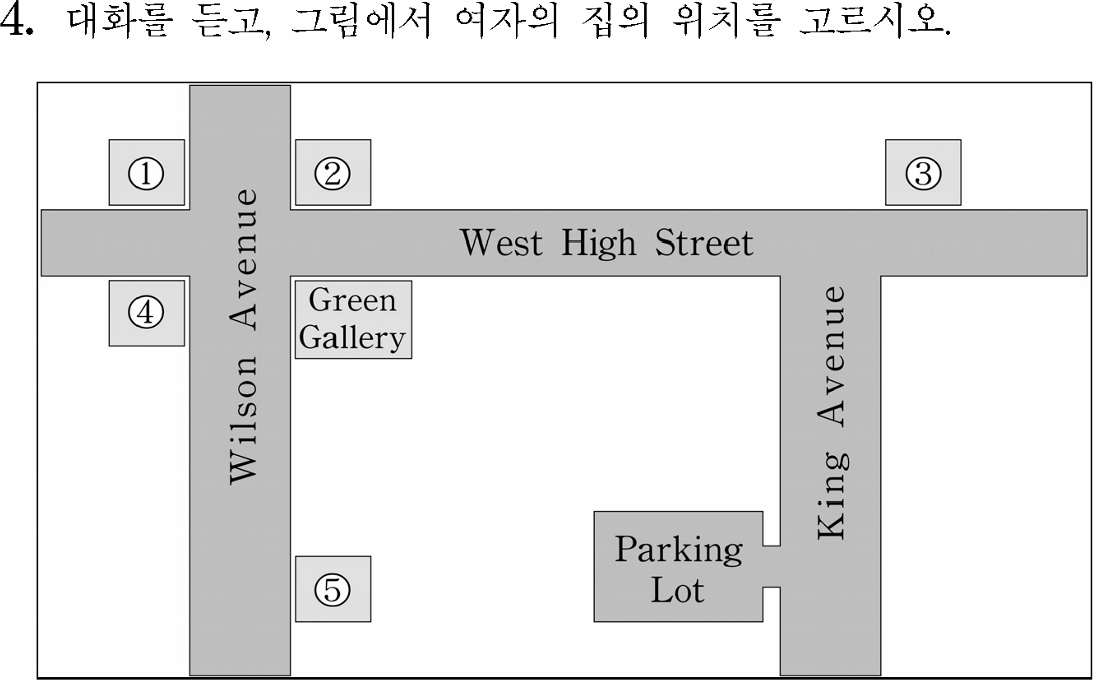 4. 대화를 듣고, 그림에서 여자의 집의 위치를 고르시오.
① ② ③
Wilson Avenue
West High Street
④
Green
Gallery
King Avenue
Parking
Lot
⑤